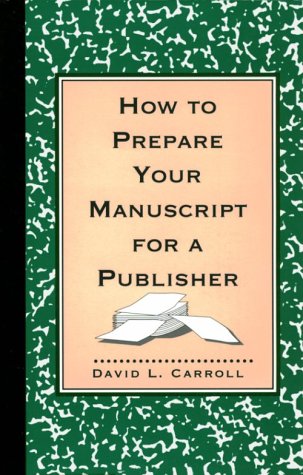 HOW TO
PREPARE
YOUR
MANUSCRIPT
FOR A
PUBLISHER
DAVID L. CARROLL